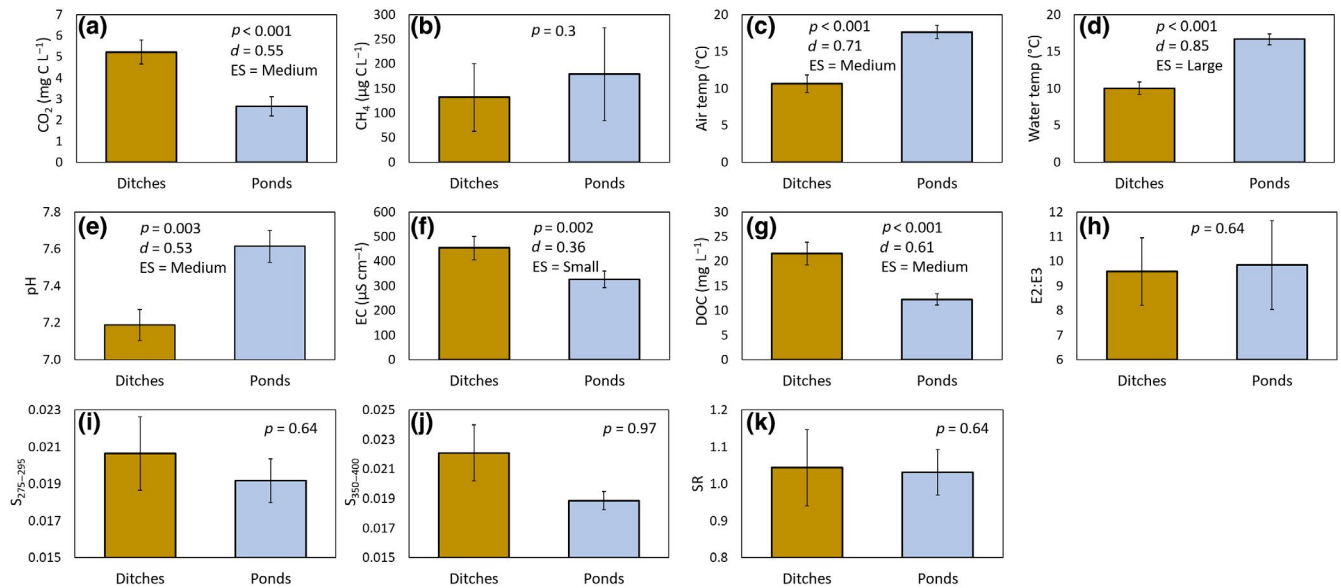 (a)
p < 0.001
d = 0.55
ES = Medium
CO₂ (mg C L⁻¹)
7
6
5
4
3
2
1
0
Ditches Ponds
(b)
p = 0.3
CH₄ (µg C L⁻¹)
300
250
200
150
100
50
0
Ditches Ponds
(c)
p < 0.001
d = 0.71
ES = Medium
Air temp (°C)
20
15
10
5
0
Ditches Ponds
(d)
p < 0.001
d = 0.85
ES = Large
Water temp (°C)
20
15
10
5
0
Ditches Ponds
(e)
p = 0.003
d = 0.53
ES = Medium
pH
7.8
7.6
7.4
7.2
7.0
Ditches Ponds
(f)
p = 0.002
d = 0.36
ES = Small
EC (µS cm⁻¹)
600
500
400
300
200
100
0
Ditches Ponds
(g)
p < 0.001
d = 0.61
ES = Medium
DOC (mg L⁻¹)
30
25
20
15
10
5
0
Ditches Ponds
(h)
p = 0.64
E2:E3
12
11
10
9
8
7
6
Ditches Ponds
(i)
p = 0.64
S₂₇₅₋₂₉₅
0.023
0.021
0.019
0.017
0.015
Ditches Ponds
(j)
p = 0.97
S₃₅₀₋₄₀₀
0.025
0.023
0.021
0.019
0.017
0.015
Ditches Ponds
(k)
p = 0.64
SR
1.2
1.1
1.0
0.9
0.8
Ditches Ponds